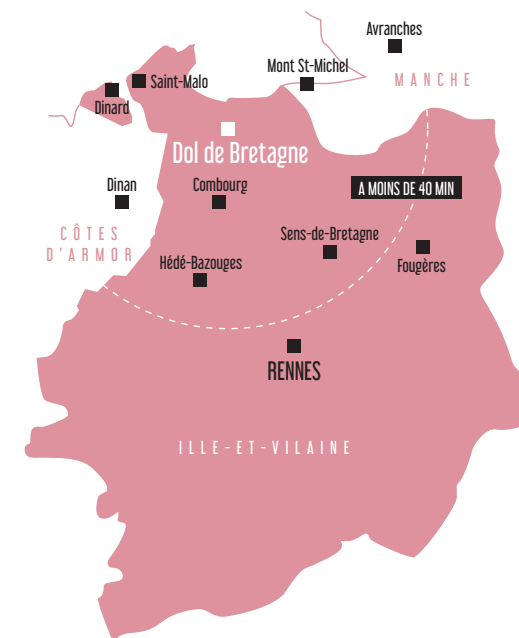 Avranches
Mont St-Michel
MANCHE
Saint-Malo
Dinard
Dol de Bretagne
Dinan
Combourg
A MOINS DE 40 MIN
CÔTES
D'ARMOR
Sens-de-Bretagne
Hédé-Bazouges
Fougères
RENNES
ILLE-ET-VILAINE